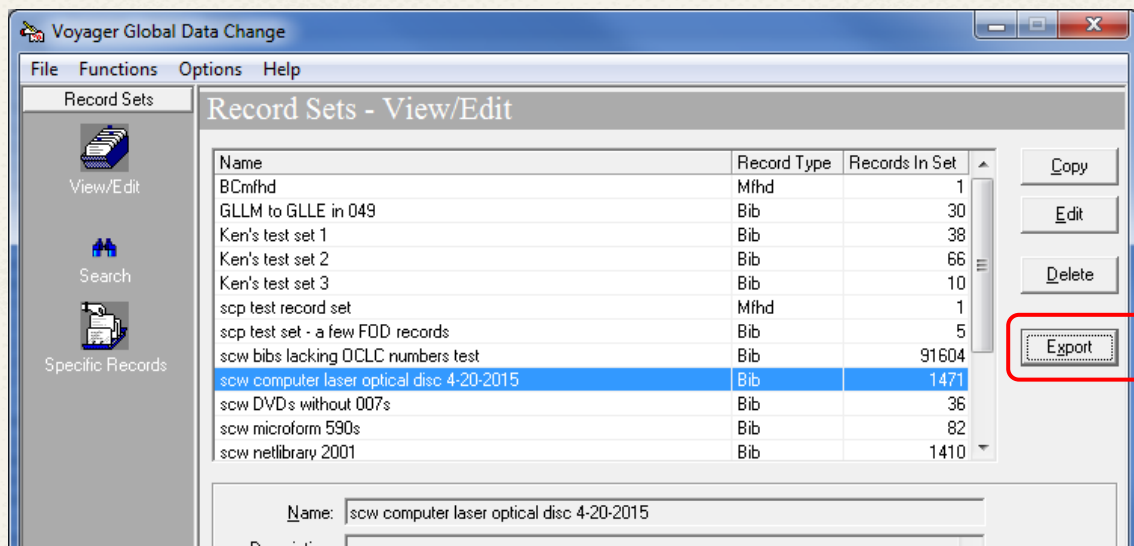 Voyager Global Data Change
File Functions Options Help
Record Sets
Record Sets - View/Edit
View/Edit
Search
Specific Records
Name Record Type Records In Set
BCmfhd Mfhd 1
GLLM to GLLE in 049 Bib 30
Ken's test set 1 Bib 38
Ken's test set 2 Bib 66
Ken's test set 3 Bib 10
scp test record set Mfhd 1
scp test set - a few FOD records Bib 5
scw bibs lacking OCLC numbers test Bib 91604
scw computer laser optical disc 4-20-2015 Bib 1471
scw DVDs without 007s Bib 36
scw microform 590s Bib 82
scw netlibrary 2001 Bib 1410
Copy
Edit
Delete
Export
Name: scw computer laser optical disc 4-20-2015